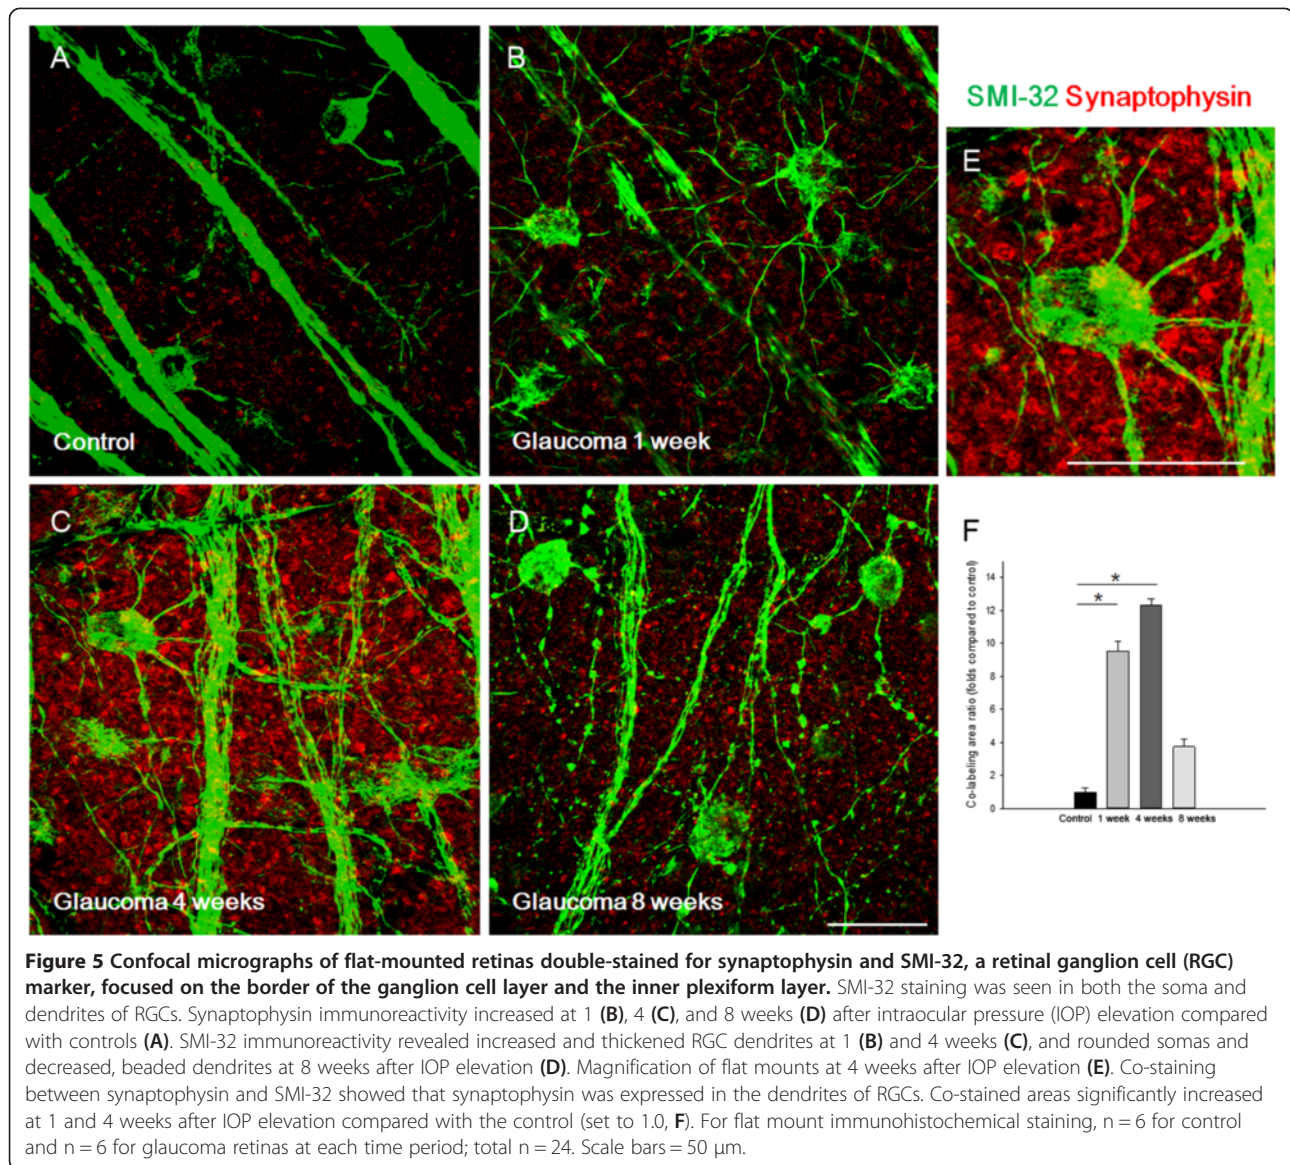 A
Control
B
Glaucoma 1 week
SMI-32 Synaptophysin
E
C
Glaucoma 4 weeks
D
Glaucoma 8 weeks
F
Co-labeling area ratio (folds compared to control)
14
12
10
8
6
4
2
0
*
*
Control 1 week 4 weeks 8 weeks
Figure 5 Confocal micrographs of flat-mounted retinas double-stained for synaptophysin and SMI-32, a retinal ganglion cell (RGC)
marker, focused on the border of the ganglion cell layer and the inner plexiform layer. SMI-32 staining was seen in both the soma and
dendrites of RGCs. Synaptophysin immunoreactivity increased at 1 (B), 4 (C), and 8 weeks (D) after intraocular pressure (IOP) elevation compared
with controls (A). SMI-32 immunoreactivity revealed increased and thickened RGC dendrites at 1 (B) and 4 weeks (C), and rounded somas and
decreased, beaded dendrites at 8 weeks after IOP elevation (D). Magnification of flat mounts at 4 weeks after IOP elevation (E). Co-staining
between synaptophysin and SMI-32 showed that synaptophysin was expressed in the dendrites of RGCs. Co-stained areas significantly increased
at 1 and 4 weeks after IOP elevation compared with the control (set to 1.0, F). For flat mount immunohistochemical staining, n = 6 for control
and n = 6 for glaucoma retinas at each time period; total n = 24. Scale bars = 50 μm.